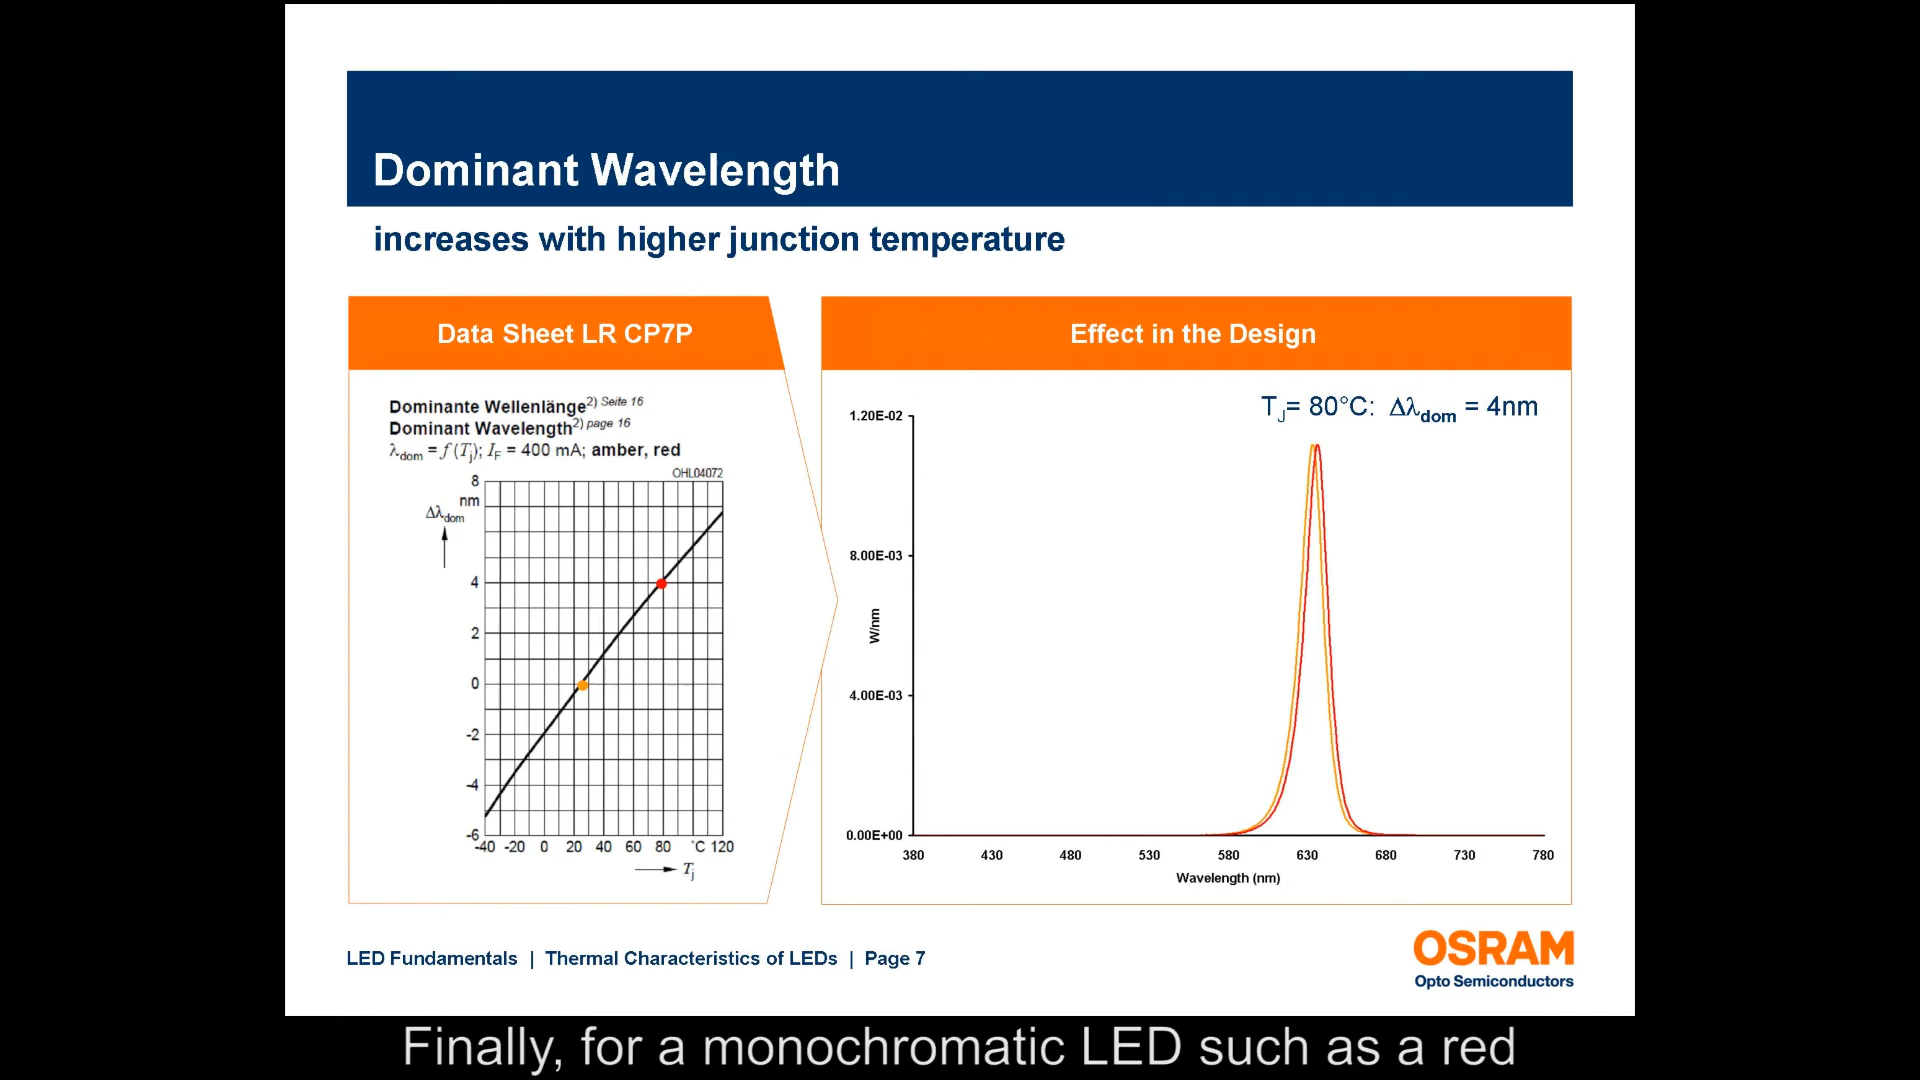 Dominant Wavelength
increases with higher junction temperature
Data Sheet LR CP7P
Dominante Wellenlänge2) Seite 16
Dominant Wavelength2) page 16
λdom = f (Tj); IF = 400 mA; amber, red
OHL04072
8
nm
Δλdom
4
2
0
-2
-4
-6
-40 -20 0 20 40 60 80 °C 120
Tj
Effect in the Design
TJ= 80°C: Δλdom = 4nm
1.20E-02
8.00E-03
W/nm
4.00E-03
0.00E+00
380 430 480 530 580 630 680 730 780
Wavelength (nm)
LED Fundamentals | Thermal Characteristics of LEDs | Page 7
OSRAM
Opto Semiconductors
Finally, for a monochromatic LED such as a red